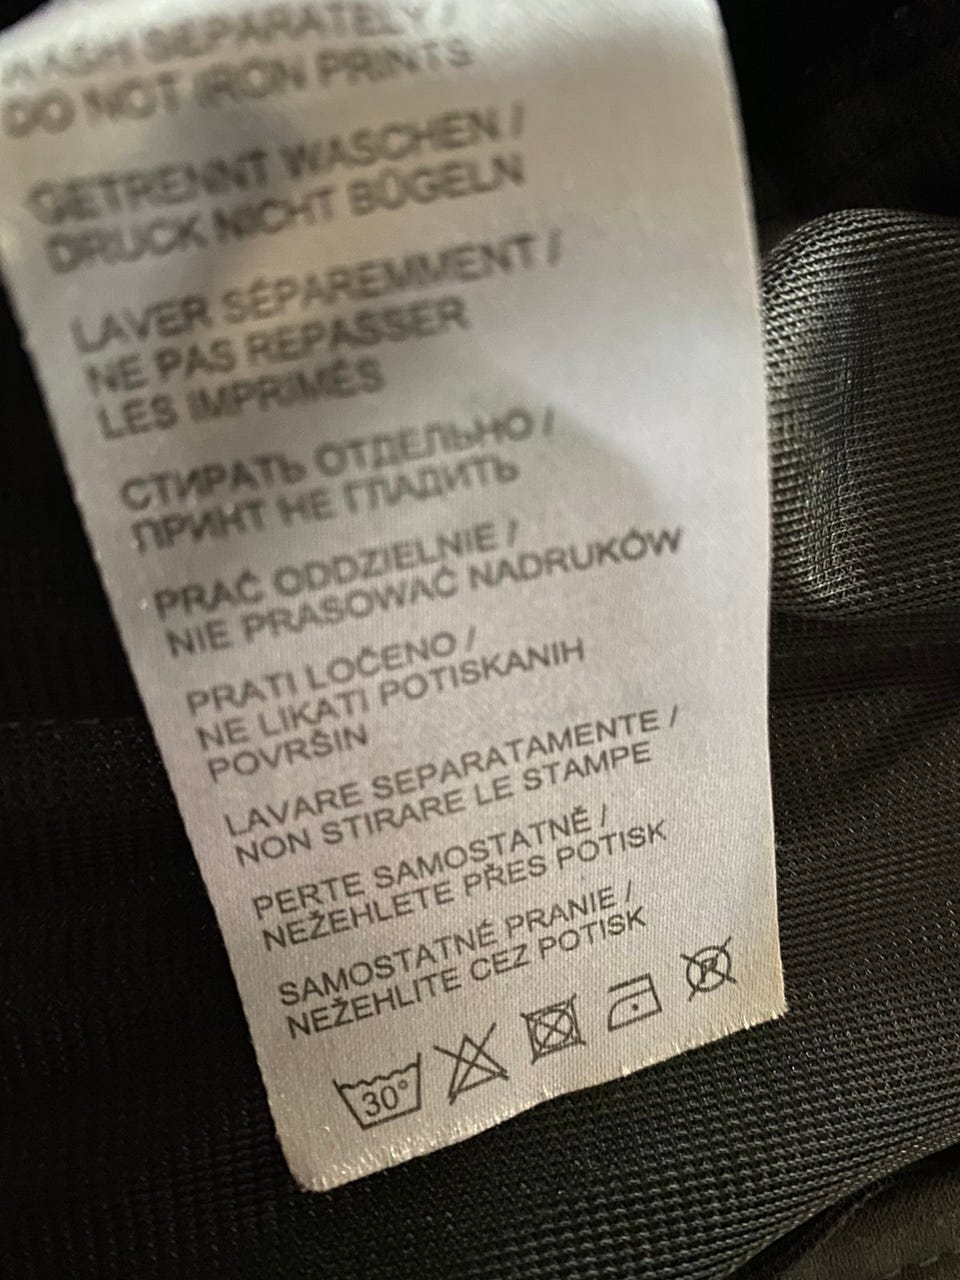 WASH SEPARATELY /
DO NOT IRON PRINTS
GETRENNT WASCHEN /
DRUCK NICHT BÜGELN
LAVER SÉPAREMMENT /
NE PAS REPASSER
LES IMPRIMÉS
СТИРАТЬ ОТДЕЛЬНО /
ПРИНТ НЕ ГЛАДИТЬ
PRAĆ ODDZIELNIE /
NIE PRASOWAĆ NADRUKÓW
PRATI LOČENO /
NE LIKATI POTISKANIH
POVRŠIN
LAVARE SEPARATAMENTE /
NON STIRARE LE STAMPE
PERTE SAMOSTATNĚ /
NEŽEHLETE PŘES POTISK
SAMOSTATNÉ PRANIE /
NEŽEHLITE CEZ POTISK
30° P